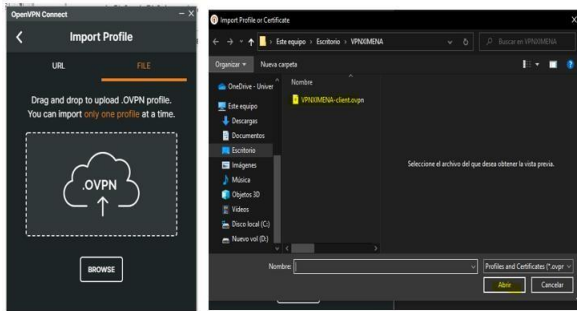 OpenVPN Connect
Import Profile
URL FILE
Drag and drop to upload .OVPN profile.
You can import only one profile at a time.
.OVPN
BROWSE
Import Profile or Certificate
Este equipo > Escritorio > VPNXIMENA
Buscar en VPNXIMENA
Organizar Nueva carpeta
OneDrive - Univer
Este equipo
Descargas
Documentos
Escritorio
Imágenes
Música
Objetos 3D
Videos
Disco local (C:)
Nuevo vol (D:)
Nombre
VPNXIMENA-client.ovpn
Seleccione el archivo del que desea obtener la vista previa.
Nombre:
Profiles and Certificates (*.ovpr
Abrir Cancelar